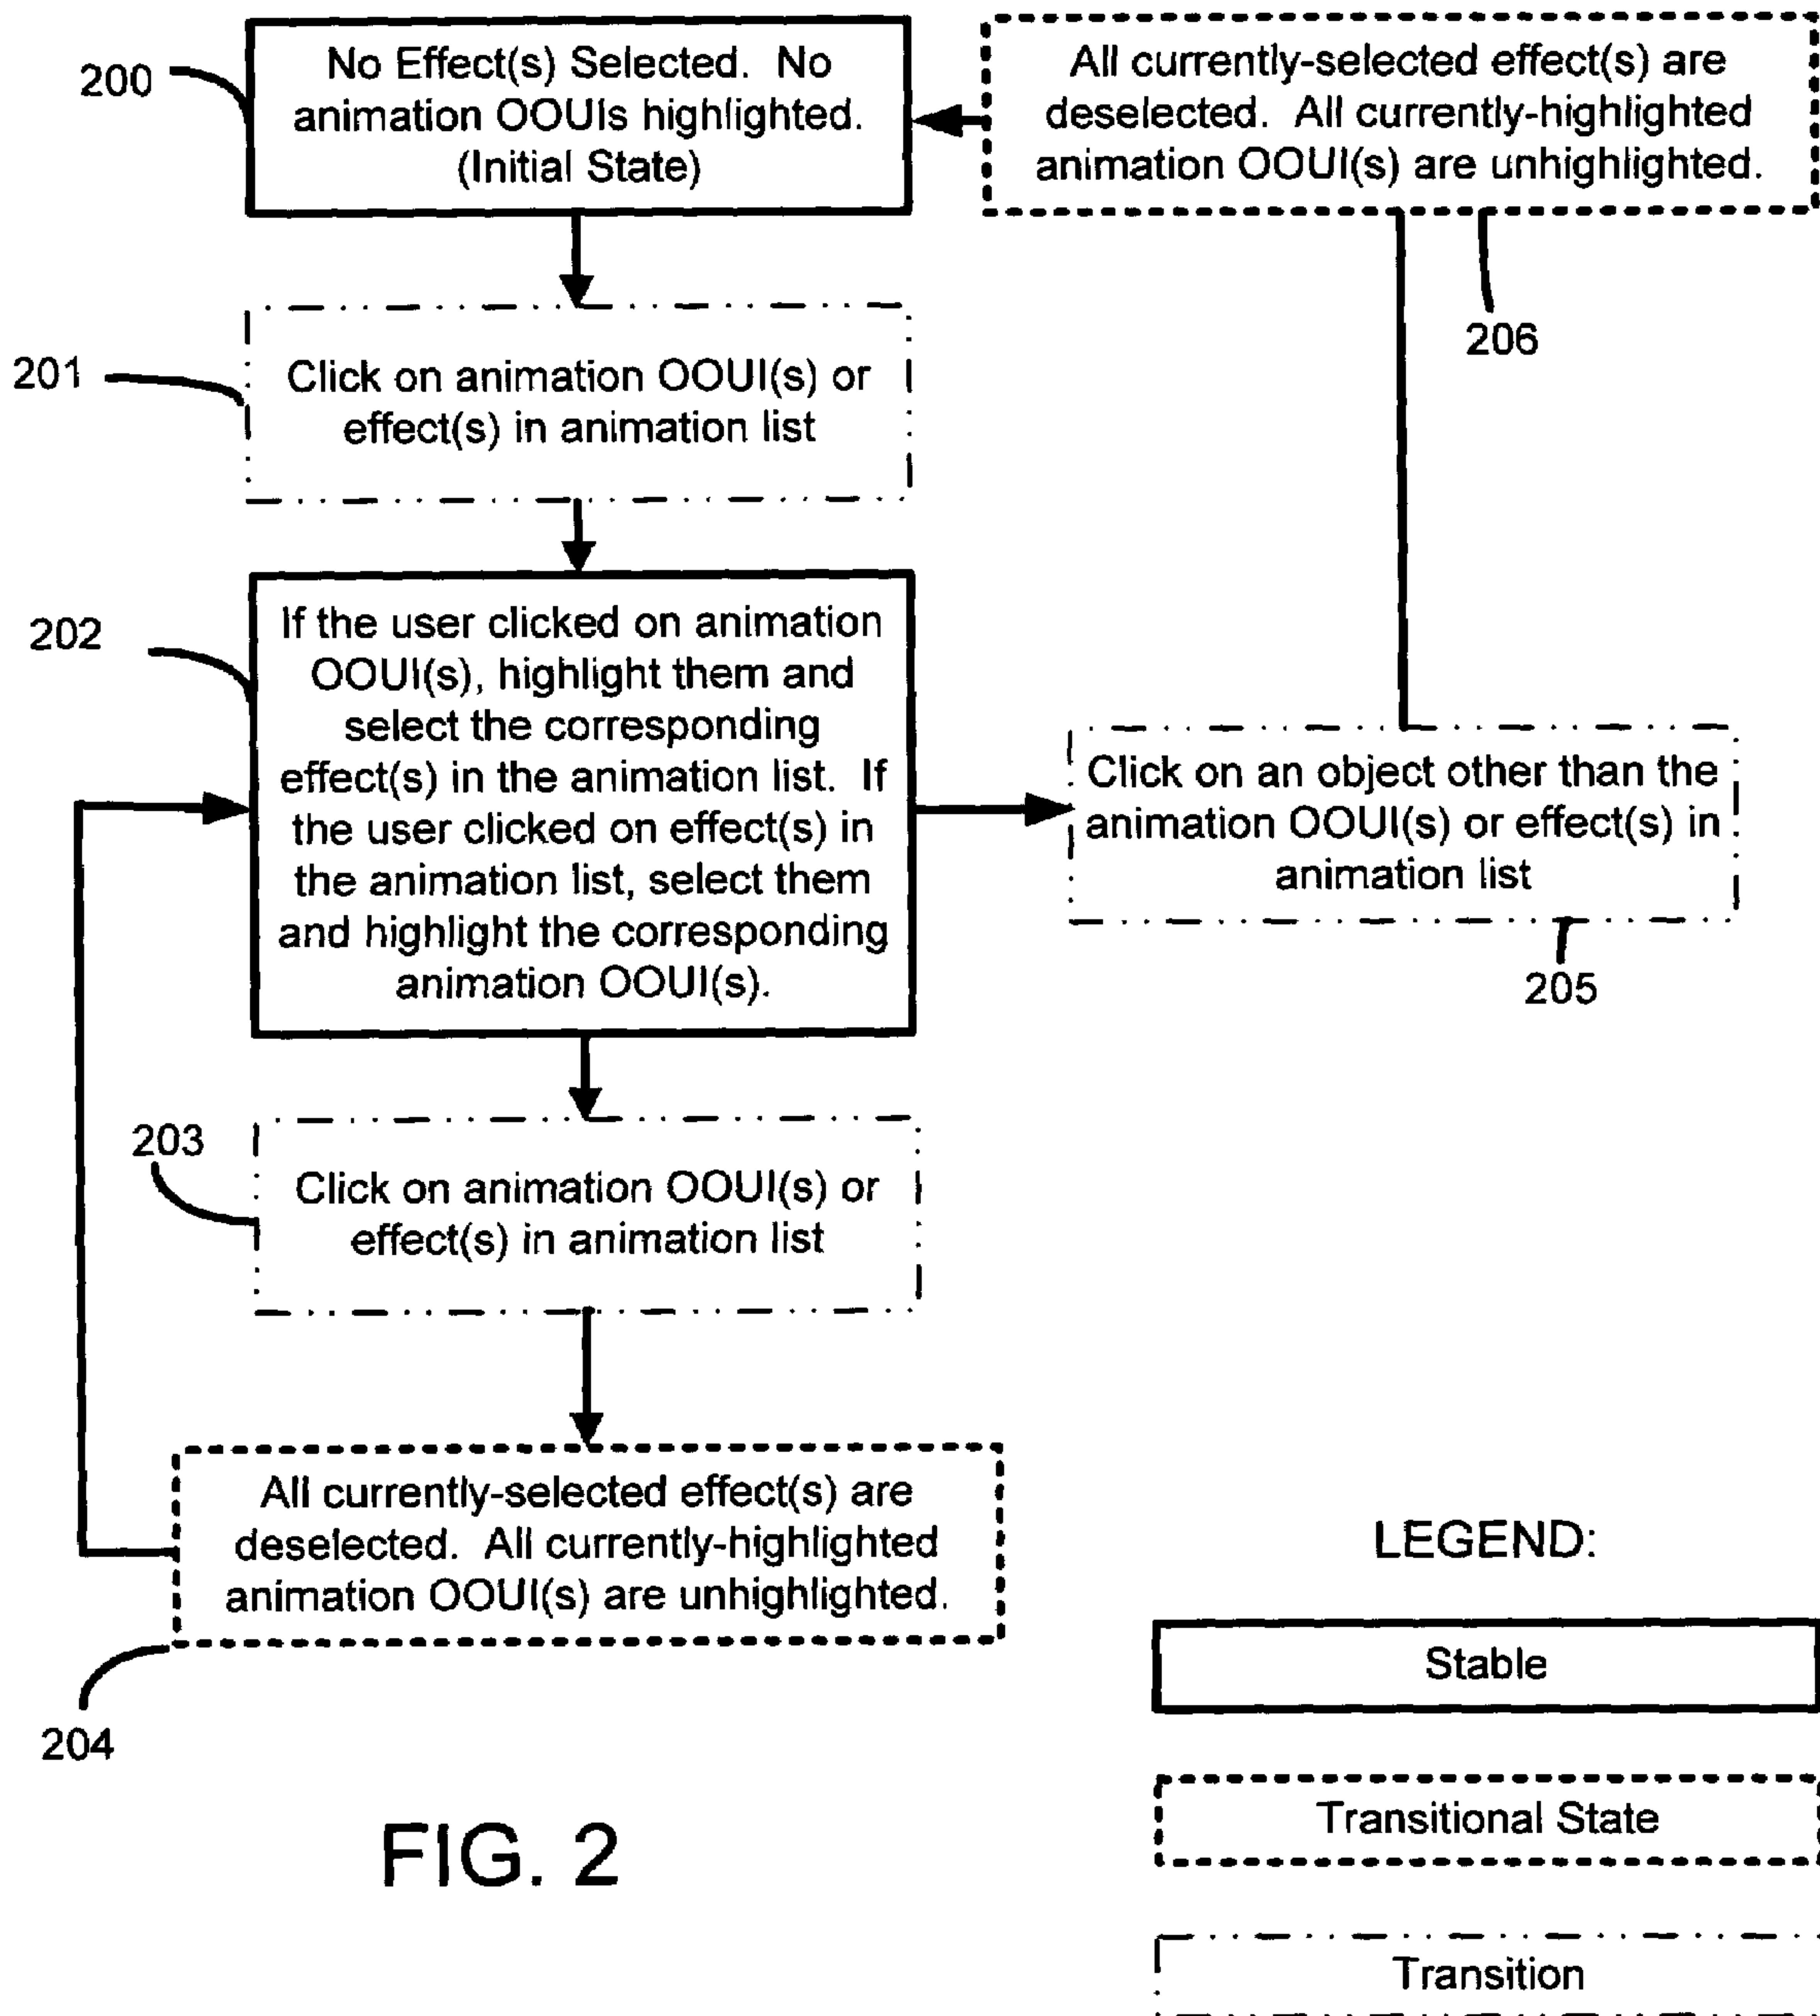 200
No Effect(s) Selected. No
animation OOUIs highlighted.
(Initial State)
All currently-selected effect(s) are
deselected. All currently-highlighted
animation OOUI(s) are unhighlighted.
206
201
Click on animation OOUI(s) or
effect(s) in animation list
202
If the user clicked on animation
OOUI(s), highlight them and
select the corresponding
effect(s) in the animation list. If
the user clicked on effect(s) in
the animation list, select them
and highlight the corresponding
animation OOUI(s).
Click on an object other than the
animation OOUI(s) or effect(s) in
animation list
205
203
Click on animation OOUI(s) or
effect(s) in animation list
All currently-selected effect(s) are
deselected. All currently-highlighted
animation OOUI(s) are unhighlighted.
204
LEGEND:
Stable
Transitional State
Transition
FIG. 2